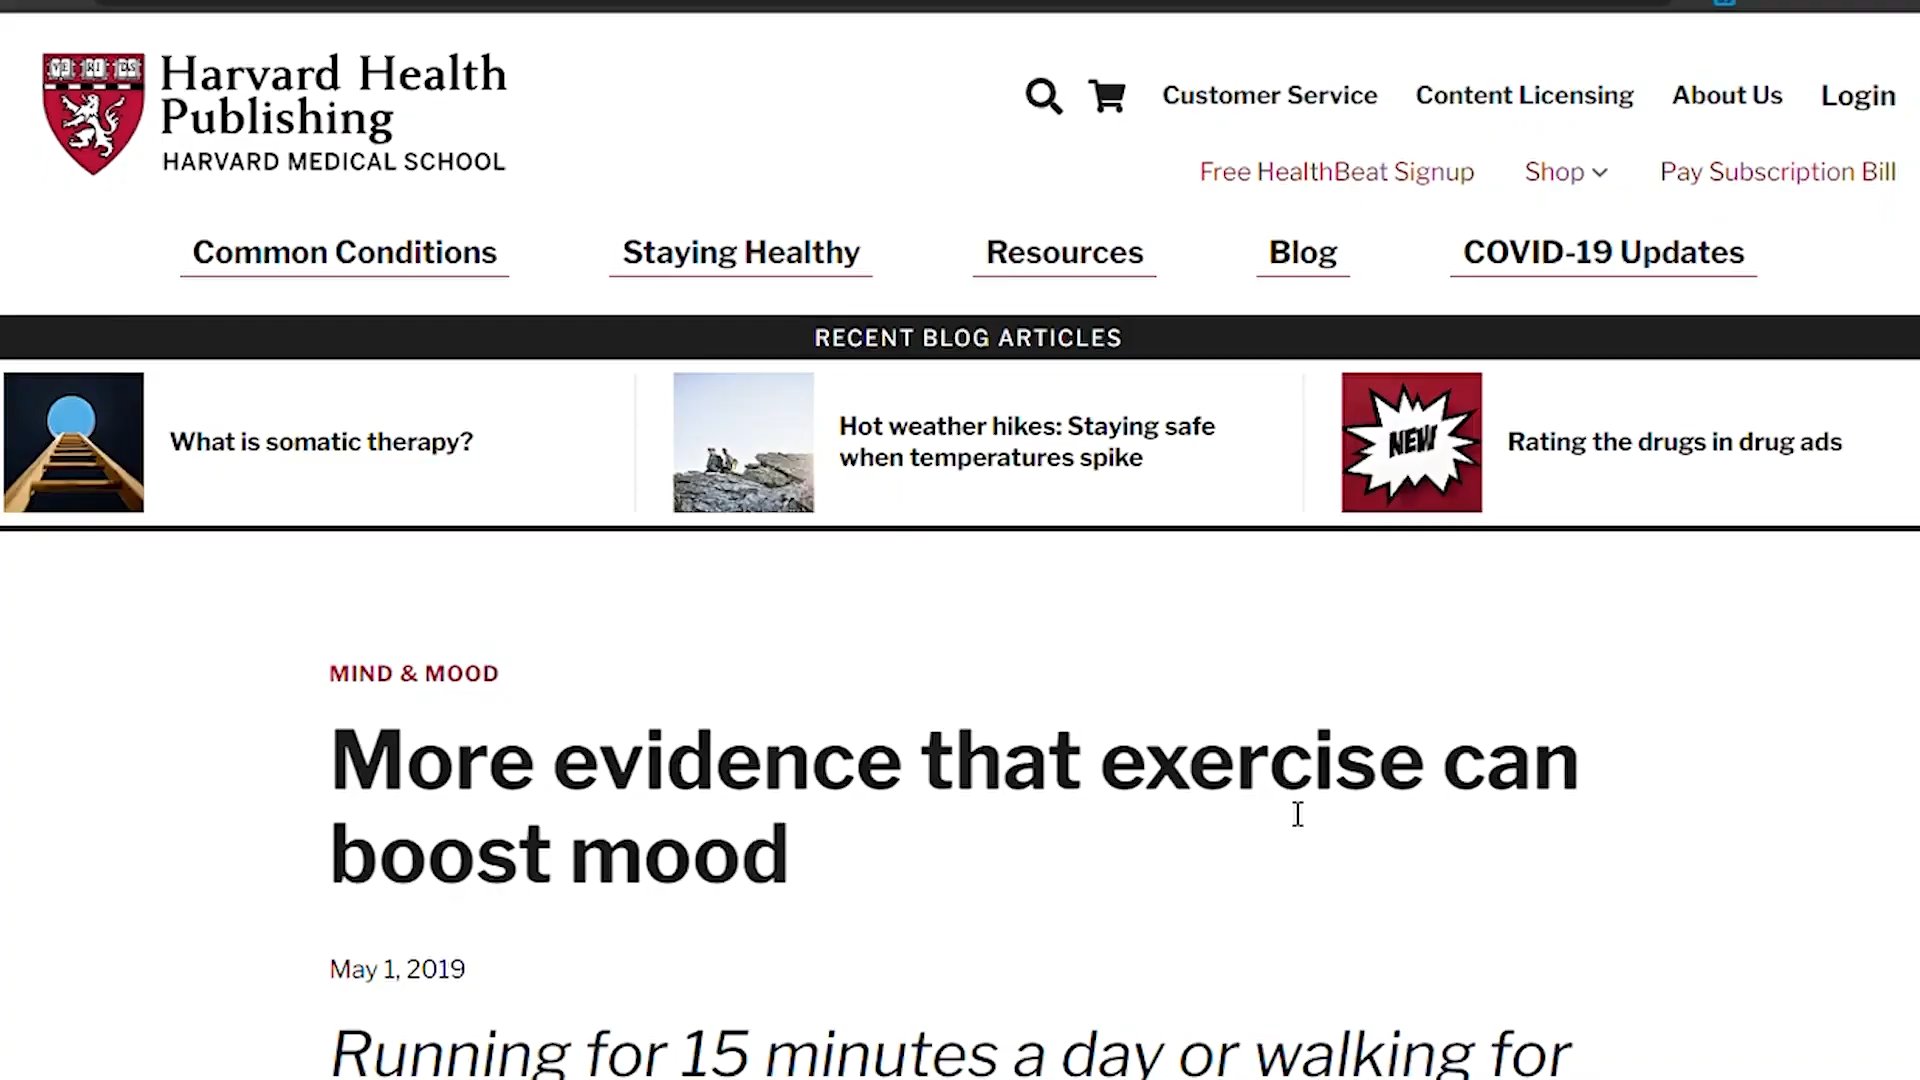 VE RI TAS
Harvard Health
Publishing
HARVARD MEDICAL SCHOOL
Customer Service
Content Licensing
About Us
Login
Free HealthBeat Signup
Shop
Pay Subscription Bill
Common Conditions
Staying Healthy
Resources
Blog
COVID-19 Updates
RECENT BLOG ARTICLES
What is somatic therapy?
Hot weather hikes: Staying safe
when temperatures spike
NEW
Rating the drugs in drug ads
MIND & MOOD
More evidence that exercise can
boost mood
May 1, 2019
Running for 15 minutes a day or walking for